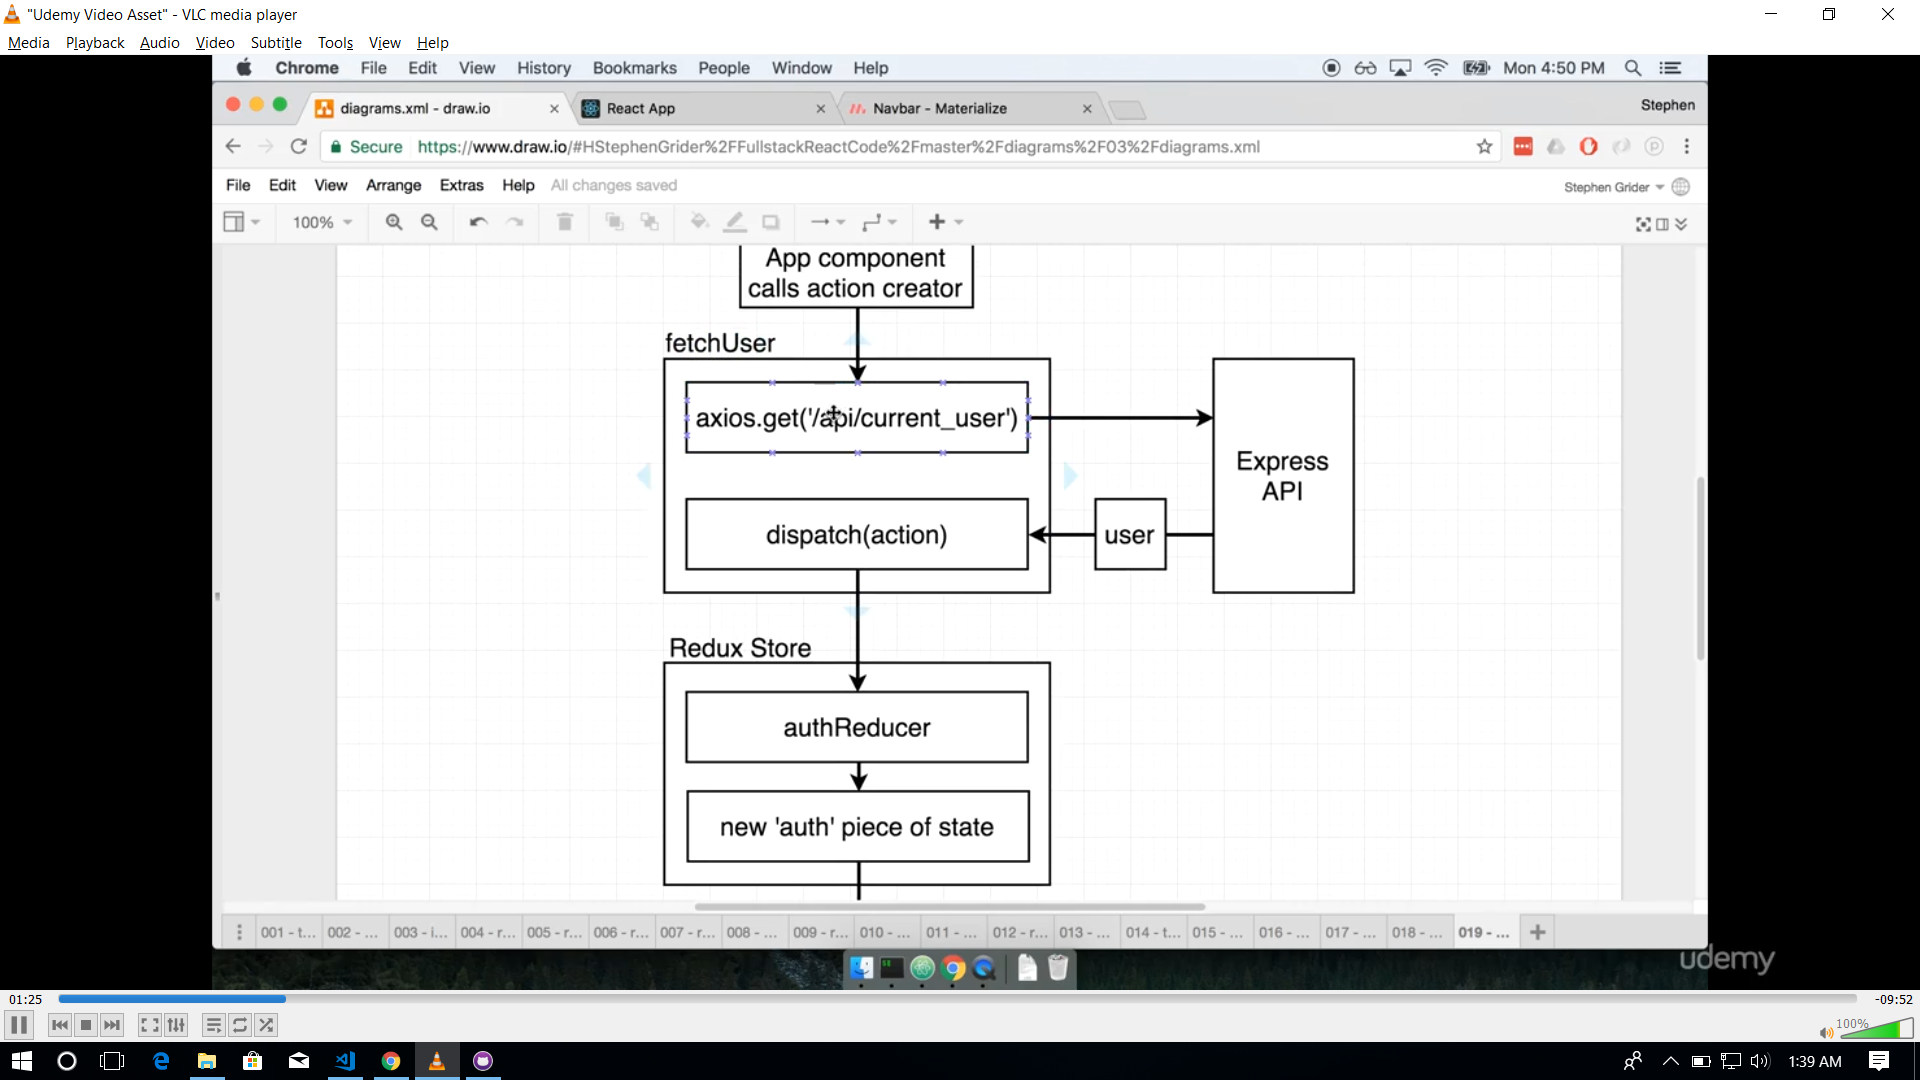 "Udemy Video Asset" - VLC media player
Media Playback Audio Video Subtitle Tools View Help
Chrome File Edit View History Bookmarks People Window Help Mon 4:50 PM
diagrams.xml - draw.io React App Navbar - Materialize Stephen
Secure https://www.draw.io/#HStephenGrider%2FFullstackReactCode%2Fmaster%2Fdiagrams%2F03%2Fdiagrams.xml
File Edit View Arrange Extras Help All changes saved Stephen Grider
100%
App component
calls action creator
fetchUser
axios.get('/api/current_user')
Express
API
dispatch(action)
user
Redux Store
authReducer
new 'auth' piece of state
001 - t... 002 - ... 003 - i... 004 - r... 005 - r... 006 - r... 007 - r... 008 - ... 009 - r... 010 - ... 011 - ... 012 - r... 013 - ... 014 - t... 015 - ... 016 - ... 017 - ... 018 - ... 019 - ...
udemy
01:25 -09:52
100%
1:39 AM